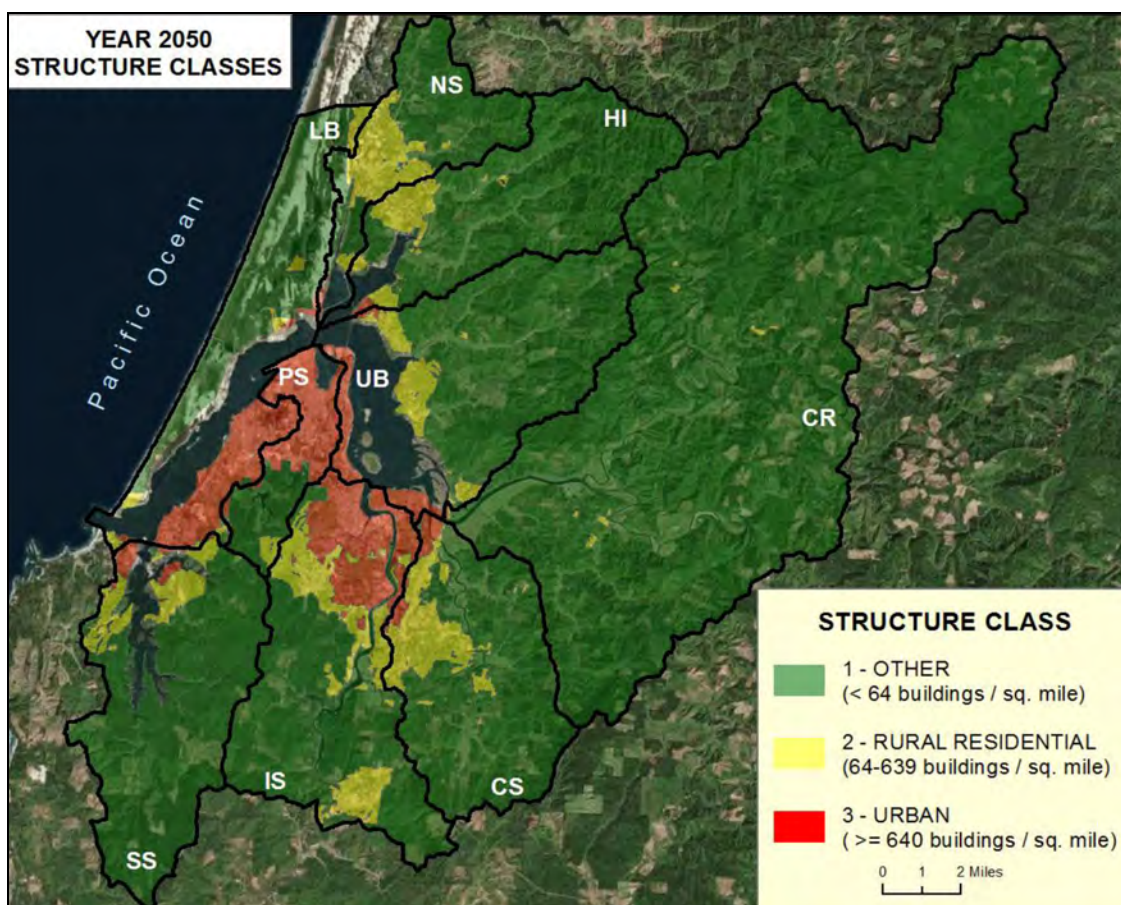 YEAR 2050
STRUCTURE CLASSES
NS
HI
LB
Pacific Ocean
PS
UB
CR
IS
CS
SS
STRUCTURE CLASS
1 - OTHER
(< 64 buildings / sq. mile)
2 - RURAL RESIDENTIAL
(64-639 buildings / sq. mile)
3 - URBAN
( >= 640 buildings / sq. mile)
0 1 2 Miles